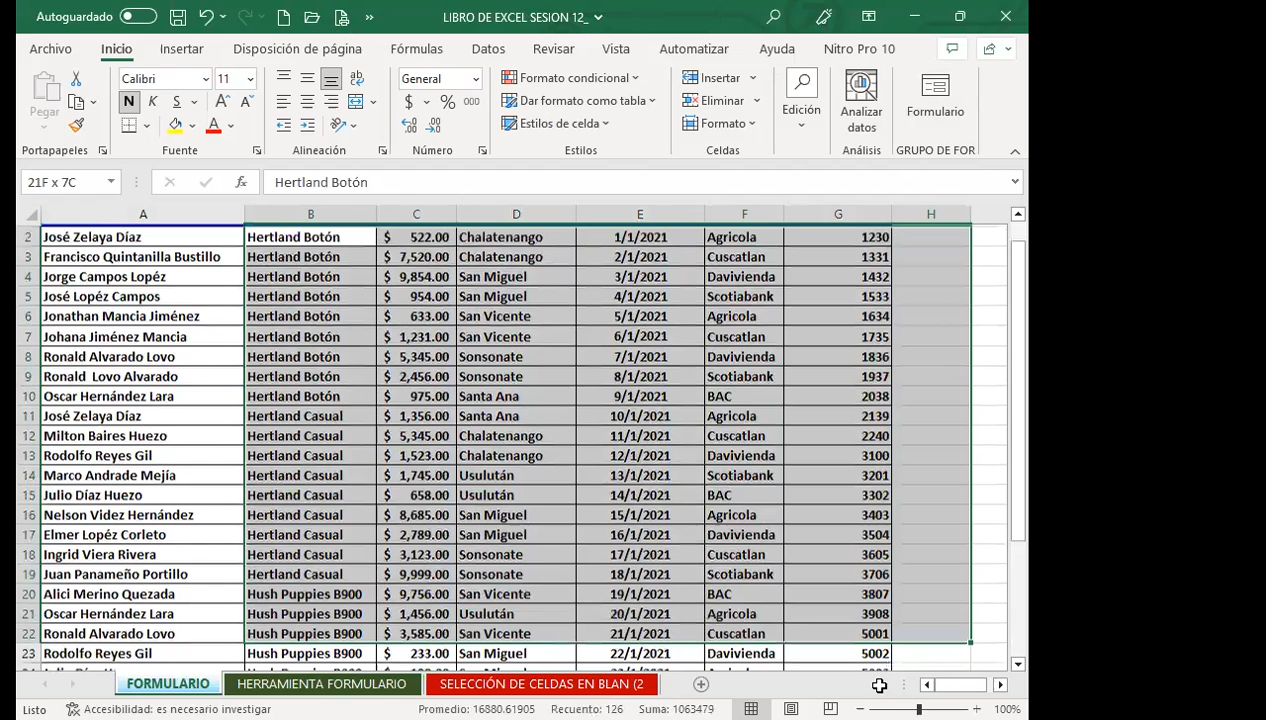 Autoguardado LIBRO DE EXCEL SESION 12_
Archivo Inicio Insertar Disposición de página Fórmulas Datos Revisar Vista Automatizar Ayuda Nitro Pro 10
Pegar
Calibri 11
N K S A A
$ % 000
General
Formato condicional
Dar formato como tabla
Estilos de celda
Insertar
Eliminar
Formato
Edición
Analizar datos
Formulario
Portapapeles Fuente Alineación Número Estilos Celdas Análisis GRUPO DE FOR
21F x 7C fx Hertland Botón
A B C D E F G H
2 José Zelaya Díaz Hertland Botón $ 522.00 Chalatenango 1/1/2021 Agricola 1230
3 Francisco Quintanilla Bustillo Hertland Botón $ 7,520.00 Chalatenango 2/1/2021 Cuscatlan 1331
4 Jorge Campos Lopéz Hertland Botón $ 9,854.00 San Miguel 3/1/2021 Davivienda 1432
5 José Lopéz Campos Hertland Botón $ 954.00 San Miguel 4/1/2021 Scotiabank 1533
6 Jonathan Mancia Jiménez Hertland Botón $ 633.00 San Vicente 5/1/2021 Agricola 1634
7 Johana Jiménez Mancia Hertland Botón $ 1,231.00 San Vicente 6/1/2021 Cuscatlan 1735
8 Ronald Alvarado Lovo Hertland Botón $ 5,345.00 Sonsonate 7/1/2021 Davivienda 1836
9 Ronald Lovo Alvarado Hertland Botón $ 2,456.00 Sonsonate 8/1/2021 Scotiabank 1937
10 Oscar Hernández Lara Hertland Botón $ 975.00 Santa Ana 9/1/2021 BAC 2038
11 José Zelaya Díaz Hertland Casual $ 1,356.00 Santa Ana 10/1/2021 Agricola 2139
12 Milton Baires Huezo Hertland Casual $ 5,345.00 Chalatenango 11/1/2021 Cuscatlan 2240
13 Rodolfo Reyes Gil Hertland Casual $ 1,523.00 Chalatenango 12/1/2021 Davivienda 3100
14 Marco Andrade Mejía Hertland Casual $ 1,745.00 Usulután 13/1/2021 Scotiabank 3201
15 Julio Díaz Huezo Hertland Casual $ 658.00 Usulután 14/1/2021 BAC 3302
16 Nelson Videz Hernández Hertland Casual $ 8,685.00 San Miguel 15/1/2021 Agricola 3403
17 Elmer Lopéz Corleto Hertland Casual $ 2,789.00 San Miguel 16/1/2021 Davivienda 3504
18 Ingrid Viera Rivera Hertland Casual $ 3,123.00 Sonsonate 17/1/2021 Cuscatlan 3605
19 Juan Panameño Portillo Hertland Casual $ 9,999.00 Sonsonate 18/1/2021 Scotiabank 3706
20 Alici Merino Quezada Hush Puppies B900 $ 9,756.00 San Vicente 19/1/2021 BAC 3807
21 Oscar Hernández Lara Hush Puppies B900 $ 1,456.00 Usulután 20/1/2021 Agricola 3908
22 Ronald Alvarado Lovo Hush Puppies B900 $ 3,585.00 San Vicente 21/1/2021 Cuscatlan 5001
23 Rodolfo Reyes Gil Hush Puppies B900 $ 233.00 San Miguel 22/1/2021 Davivienda 5002
FORMULARIO HERRAMIENTA FORMULARIO SELECCIÓN DE CELDAS EN BLAN (2
Listo Accesibilidad: es necesario investigar Promedio: 16880.61905 Recuento: 126 Suma: 1063479 100%